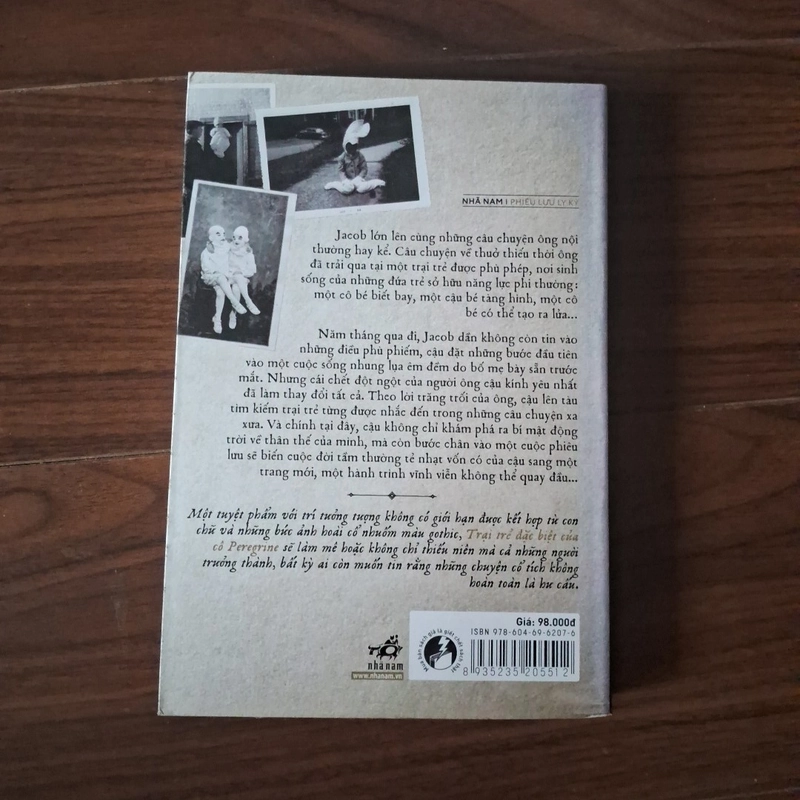 NHÃ NAM | PHIÊU LƯU LY KỲ
Jacob lớn lên cùng những câu chuyện ông nội
thường hay kể. Câu chuyện về thuở thiếu thời ông
đã trải qua tại một trại trẻ được phù phép, nơi sinh
sống của những đứa trẻ sở hữu năng lực phi thường:
một cô bé biết bay, một cậu bé tàng hình, một cô
bé có thể tạo ra lửa...
Năm tháng qua đi, Jacob dần không còn tin vào
những điều phù phiếm, cậu đặt những bước đầu tiên
vào một cuộc sống nhung lụa êm đềm do bố mẹ bày sẵn trước
mắt. Nhưng cái chết đột ngột của người ông cậu kính yêu nhất
đã làm thay đổi tất cả. Theo lời trăng trối của ông, cậu lên tàu
tìm kiếm trại trẻ từng được nhắc đến trong những câu chuyện xa
xưa. Và chính tại đây, cậu không chỉ khám phá ra bí mật động
trời về thân thế của mình, mà còn bước chân vào một cuộc phiêu
lưu sẽ biến cuộc đời tầm thường tẻ nhạt vốn có của cậu sang một
trang mới, một hành trình vĩnh viễn không thể quay đầu...
Một tuyệt phẩm với trí tưởng tượng không có giới hạn được kết hợp từ con
chữ và những bức ảnh hoài cổ nhuốm màu gothic, Trại trẻ đặc biệt của
cô Peregrine sẽ làm mê hoặc không chỉ thiếu niên mà cả những người
trưởng thành, bất kỳ ai còn muốn tin rằng những chuyện cổ tích không
hoàn toàn là hư cấu.
nhã nam
www.nhanam.vn
Mua bán sách giả là giết chết sách thật
Giá: 98.000đ
ISBN 978-604-69-6207-6
8 935235 205512